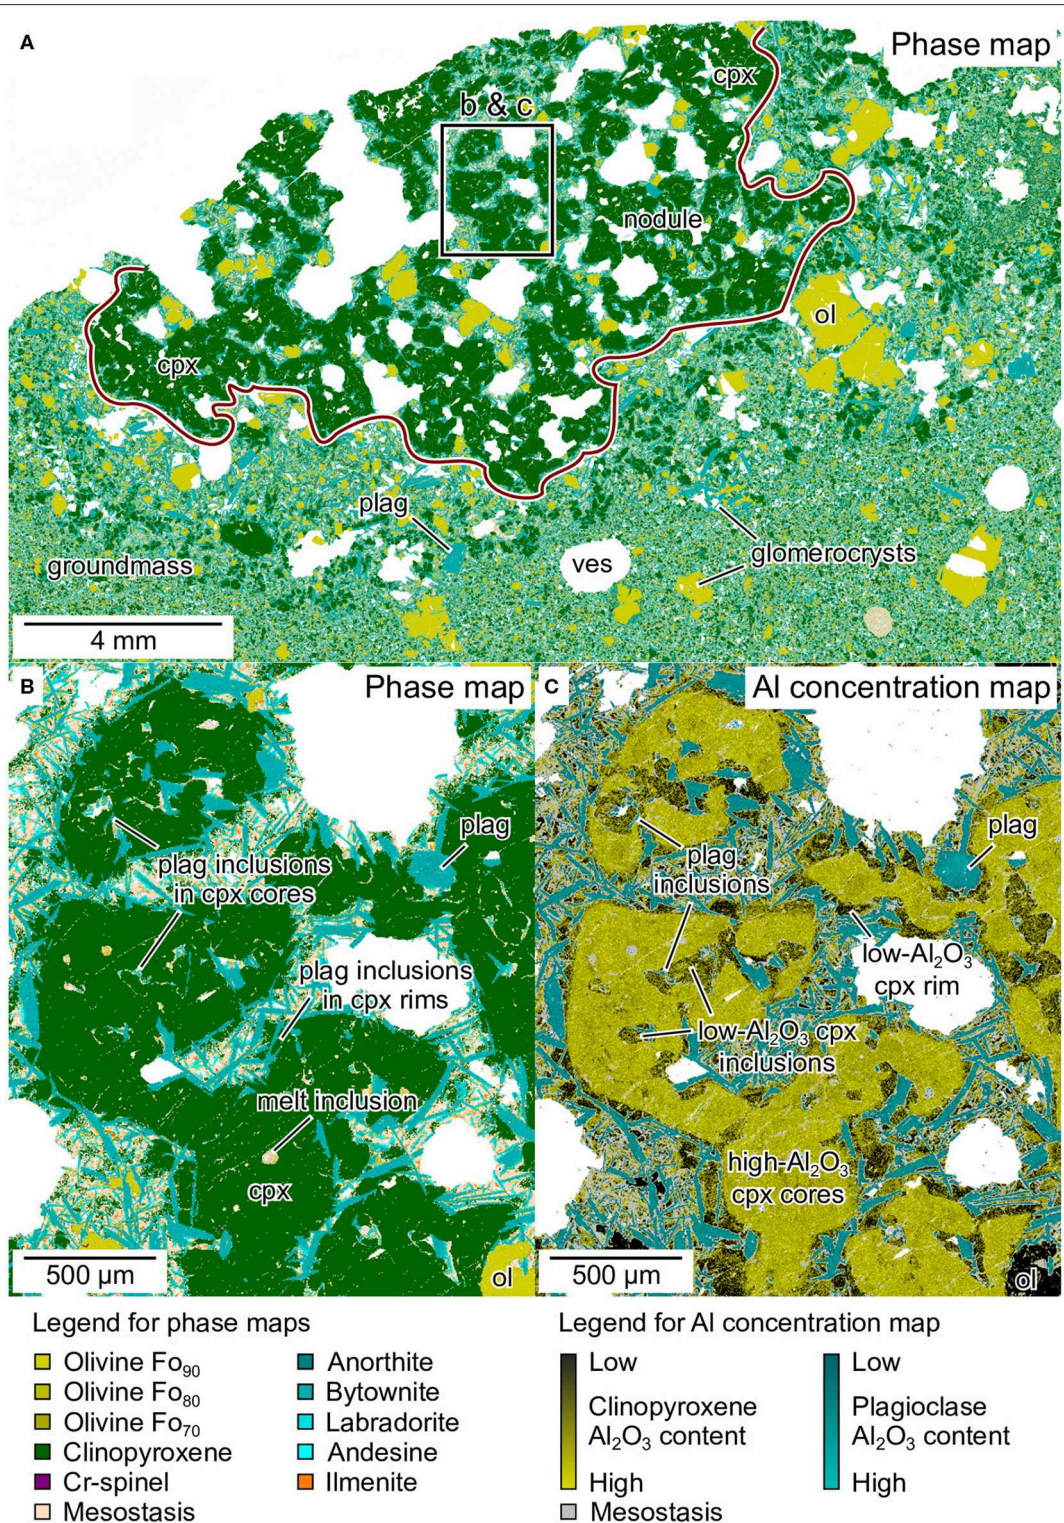 A
Phase map
cpx
b & c
nodule
ol
cpx
plag
glomerocrysts
groundmass
ves
4 mm
B
Phase map
C
Al concentration map
plag
plag inclusions
in cpx cores
plag inclusions
in cpx rims
melt inclusion
cpx
500 µm
ol
plag
plag
inclusions
low-Al₂O₃
cpx rim
low-Al₂O₃ cpx
inclusions
high-Al₂O₃
cpx cores
500 µm
ol
Legend for phase maps
Olivine Fo₉₀
Olivine Fo₈₀
Olivine Fo₇₀
Clinopyroxene
Cr-spinel
Mesostasis
Anorthite
Bytownite
Labradorite
Andesine
Ilmenite
Legend for Al concentration map
Low
Clinopyroxene
Al₂O₃ content
High
Mesostasis
Low
Plagioclase
Al₂O₃ content
High